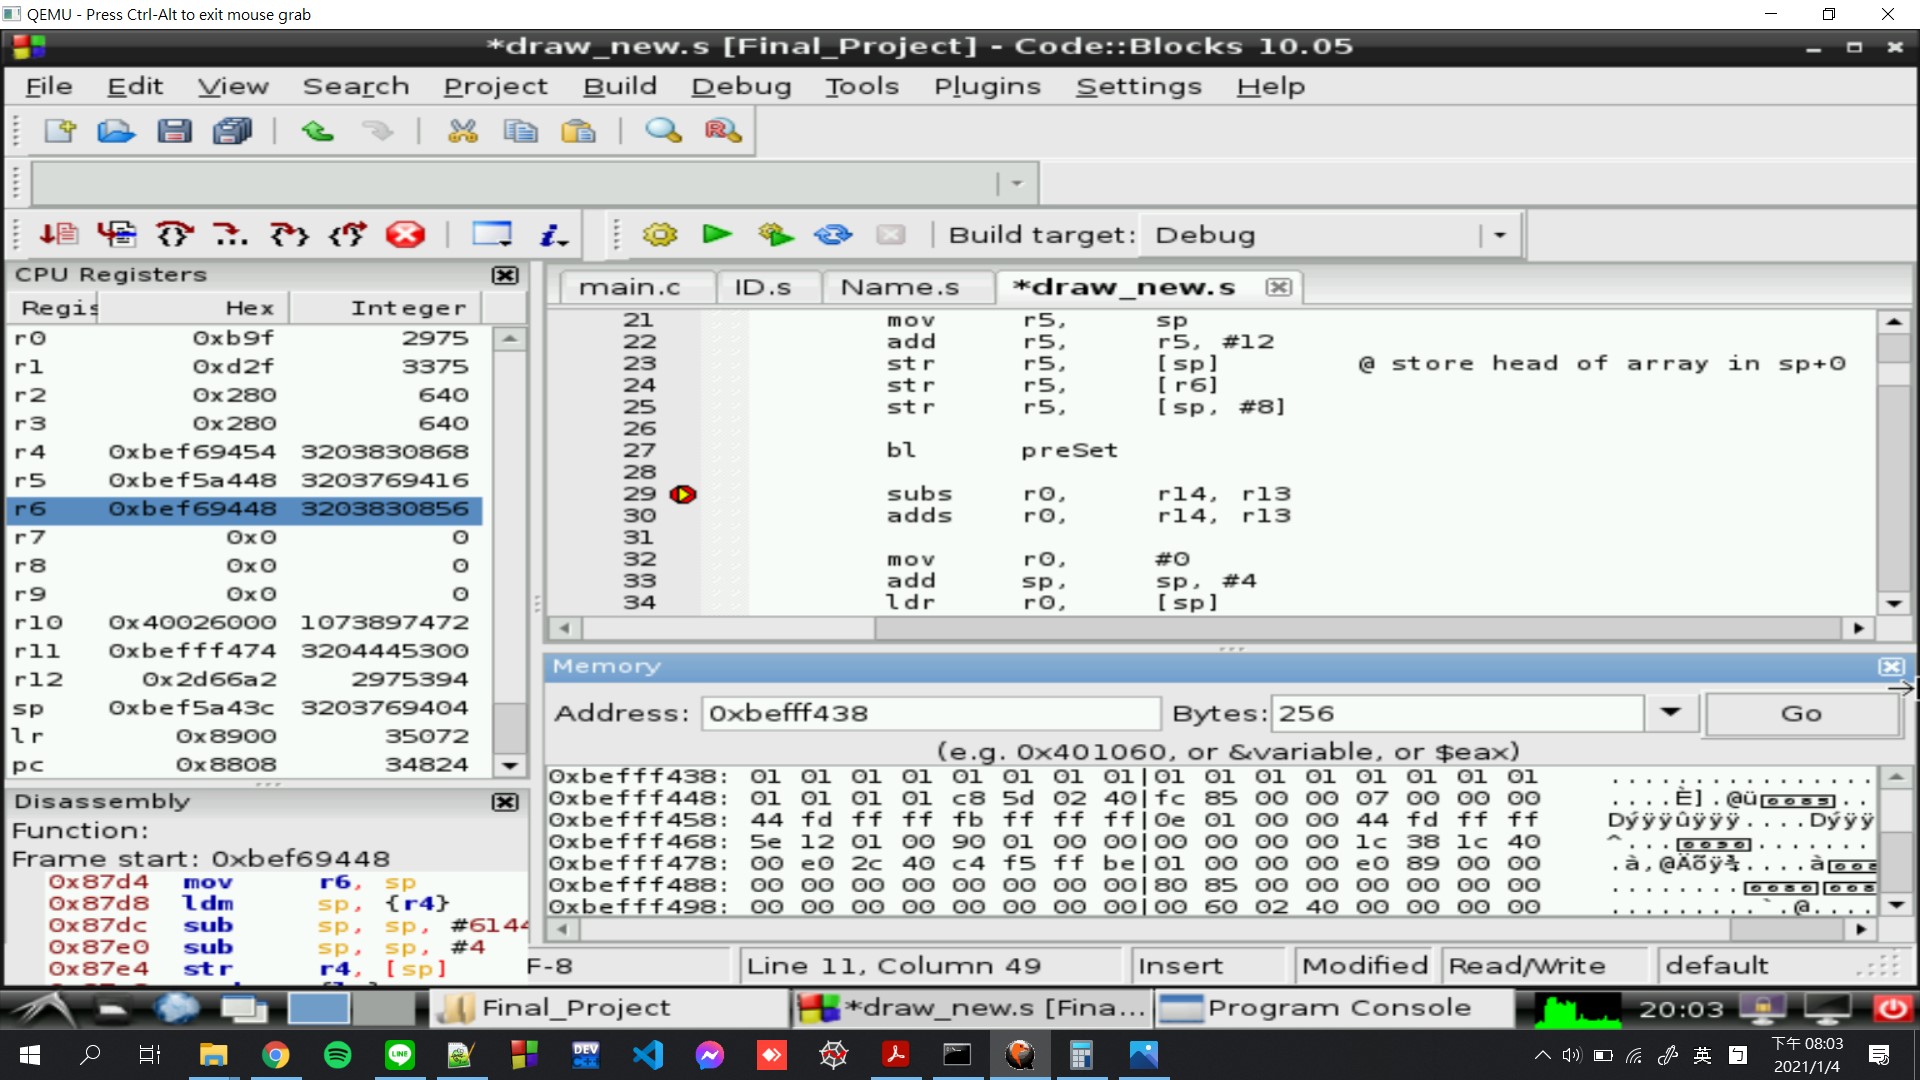 QEMU - Press Ctrl-Alt to exit mouse grab
*draw_new.s [Final_Project] - Code::Blocks 10.05
File Edit View Search Project Build Debug Tools Plugins Settings Help
Build target: Debug
CPU Registers
Regis Hex Integer
r0 0xb9f 2975
r1 0xd2f 3375
r2 0x280 640
r3 0x280 640
r4 0xbef69454 3203830868
r5 0xbef5a448 3203769416
r6 0xbef69448 3203830856
r7 0x0 0
r8 0x0 0
r9 0x0 0
r10 0x40026000 1073897472
r11 0xbefff474 3204445300
r12 0x2d66a2 2975394
sp 0xbef5a43c 3203769404
lr 0x8900 35072
pc 0x8808 34824
Disassembly
Function:
Frame start: 0xbef69448
0x87d4 mov r6, sp
0x87d8 ldm sp, {r4}
0x87dc sub sp, sp, #6144
0x87e0 sub sp, sp, #4
0x87e4 str r4, [sp]
main.c ID.s Name.s *draw_new.s
21 mov r5, sp
22 add r5, r5, #12
23 str r5, [sp] @ store head of array in sp+0
24 str r5, [r6]
25 str r5, [sp, #8]
26
27 bl preSet
28
29 subs r0, r14, r13
30 adds r0, r14, r13
31
32 mov r0, #0
33 add sp, sp, #4
34 ldr r0, [sp]
Memory
Address: 0xbefff438 Bytes: 256 Go
(e.g. 0x401060, or &variable, or $eax)
0xbefff438: 01 01 01 01 01 01 01 01|01 01 01 01 01 01 01 01 ................
0xbefff448: 01 01 01 01 c8 5d 02 40|fc 85 00 00 07 00 00 00
0xbefff458: 44 fd ff ff fb ff ff ff|0e 01 00 00 44 fd ff ff Dýÿÿûÿÿÿ....Dýÿÿ
0xbefff468: 5e 12 01 00 90 01 00 00|00 00 00 00 1c 38 1c 40
0xbefff478: 00 e0 2c 40 c4 f5 ff be|01 00 00 00 e0 89 00 00
0xbefff488: 00 00 00 00 00 00 00 00|80 85 00 00 00 00 00 00
0xbefff498: 00 00 00 00 00 00 00 00|00 60 02 40 00 00 00 00 .........`.@....
F-8 Line 11, Column 49 Insert Modified Read/Write default
Final_Project *draw_new.s [Fina... Program Console 20:03
英 下午 08:03
2021/1/4